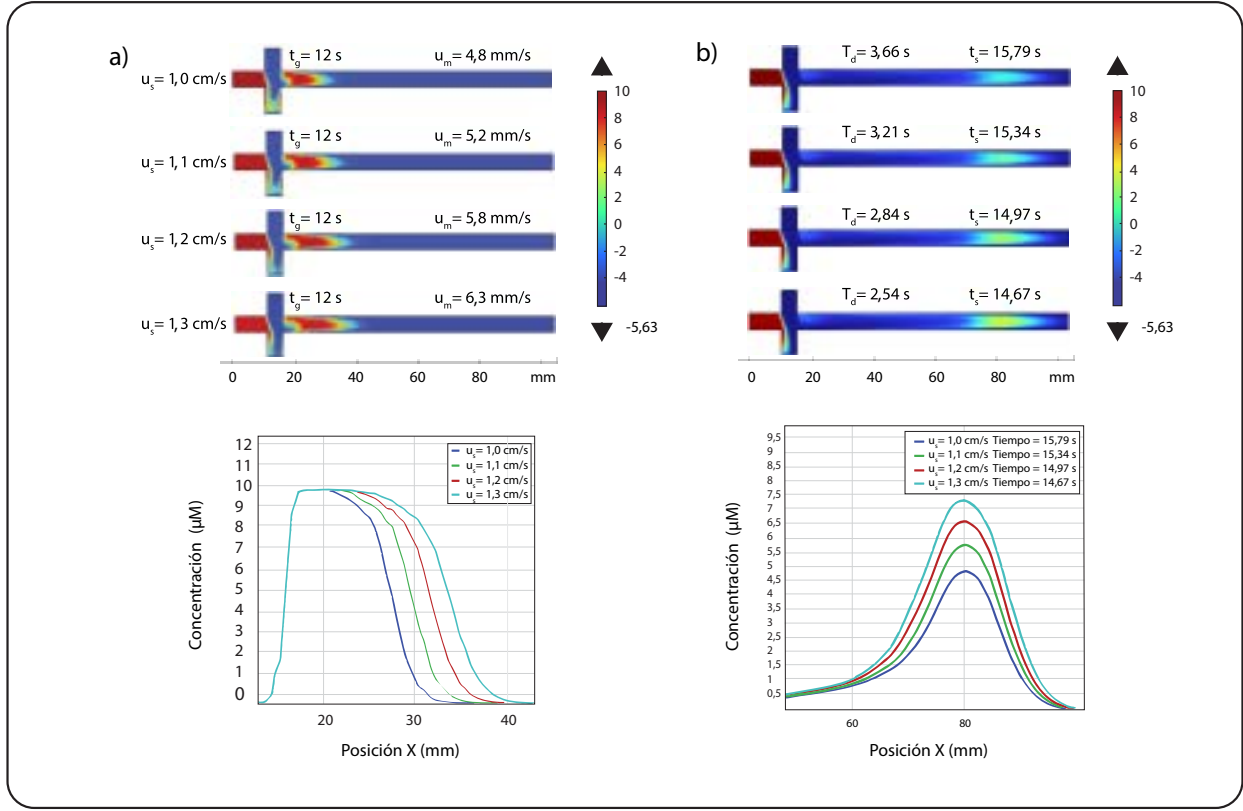 a)
t_g= 12 s u_m= 4,8 mm/s
u_s= 1,0 cm/s
t_g= 12 s u_m= 5,2 mm/s
u_s= 1,1 cm/s
t_g= 12 s u_m= 5,8 mm/s
u_s= 1,2 cm/s
t_g= 12 s u_m= 6,3 mm/s
u_s= 1,3 cm/s
10
8
6
4
2
0
-2
-4
-5,63
0 20 40 60 80 mm
b)
T_d= 3,66 s t_s= 15,79 s
T_d= 3,21 s t_s= 15,34 s
T_d= 2,84 s t_s= 14,97 s
T_d= 2,54 s t_s= 14,67 s
10
8
6
4
2
0
-2
-4
-5,63
0 20 40 60 80 mm
12
11
10
9
8
7
6
5
4
3
2
1
0
Concentración (μM)
u_s= 1,0 cm/s
u_s= 1,1 cm/s
u_s= 1,2 cm/s
u_s= 1,3 cm/s
20 30 40
Posición X (mm)
9,5
9
8,5
8
7,5
7
6,5
6
5,5
5
4,5
4
3,5
3
2,5
2
1,5
1
0,5
Concentración (μM)
u_s= 1,0 cm/s Tiempo = 15,79 s
u_s= 1,1 cm/s Tiempo = 15,34 s
u_s= 1,2 cm/s Tiempo = 14,97 s
u_s= 1,3 cm/s Tiempo = 14,67 s
60 80
Posición X (mm)